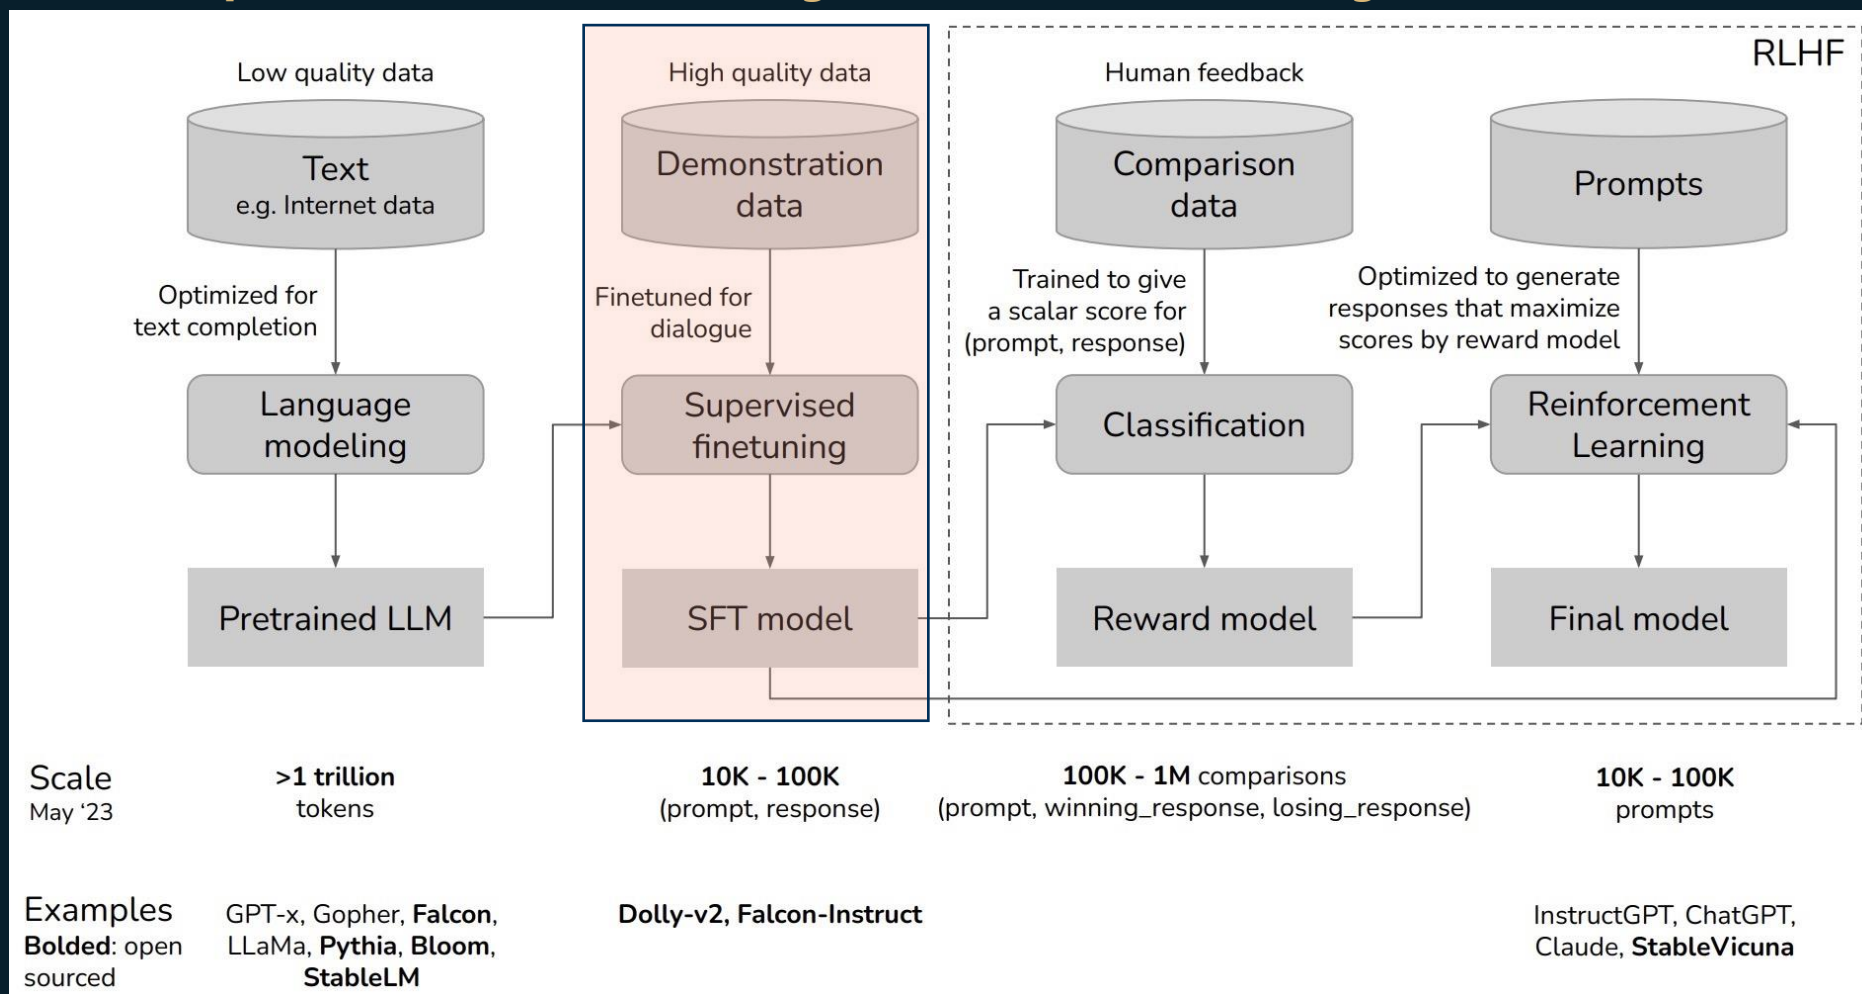 RLHF
Low quality data
Text
e.g. Internet data
Optimized for
text completion
Language
modeling
Pretrained LLM
High quality data
Demonstration
data
Finetuned for
dialogue
Supervised
finetuning
SFT model
Human feedback
Comparison
data
Trained to give
a scalar score for
(prompt, response)
Classification
Reward model
Prompts
Optimized to generate
responses that maximize
scores by reward model
Reinforcement
Learning
Final model
Scale
May ‘23
>1 trillion
tokens
10K - 100K
(prompt, response)
100K - 1M comparisons
(prompt, winning_response, losing_response)
10K - 100K
prompts
Examples
Bolded: open
sourced
GPT-x, Gopher, Falcon,
LLaMa, Pythia, Bloom,
StableLM
Dolly-v2, Falcon-Instruct
InstructGPT, ChatGPT,
Claude, StableVicuna